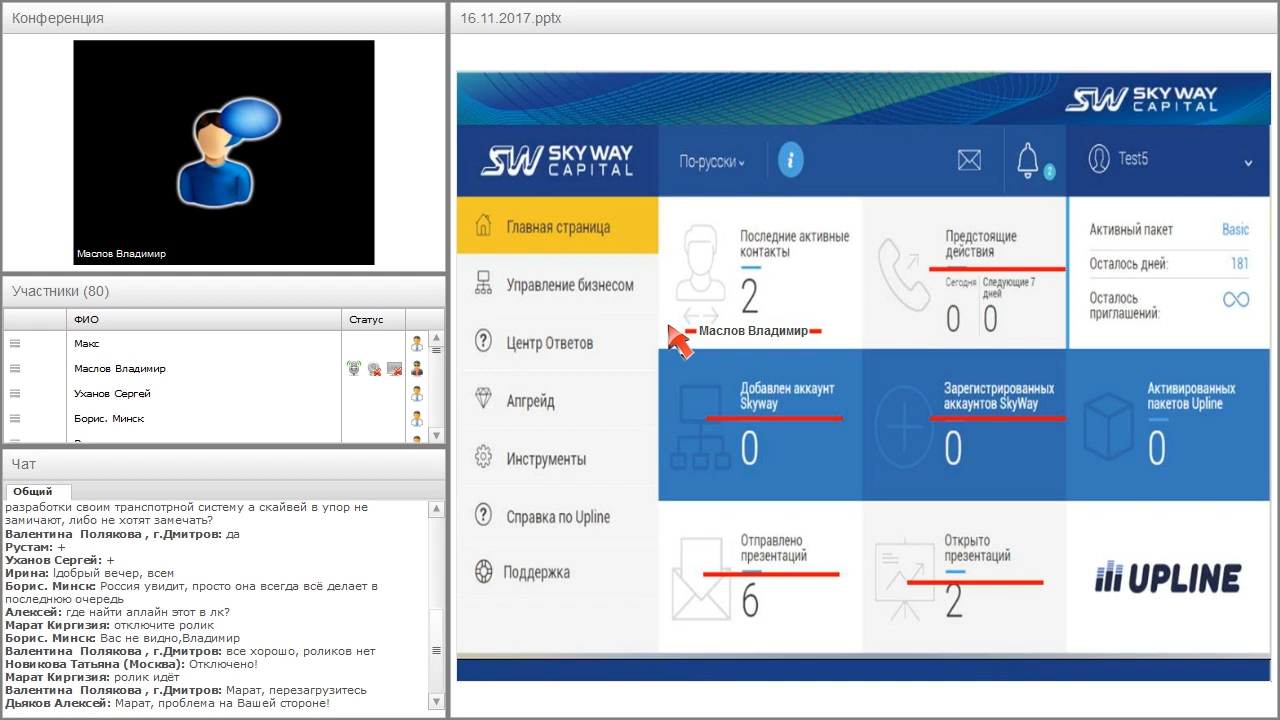 Конференция
Маслов Владимир
Участники (80)
ФИО
Статус
Макс
Маслов Владимир
Уханов Сергей
Борис. Минск
Чат
Общий
разработки своим транспотрной систему а скайвей в упор не
замичают, либо не хотят замечать?
Валентина Полякова , г.Дмитров: да
Рустам: +
Уханов Сергей: +
Ирина: !добрый вечер, всем
Борис. Минск: Россия увидит, просто она всегда всё делает в
последнюю очередь
Алексей: где найти аплайн этот в лк?
Марат Киргизия: отключите ролик
Борис. Минск: Вас не видно,Владимир
Валентина Полякова , г.Дмитров: все хорошо, роликов нет
Новикова Татьяна (Москва): Отключено!
Марат Киргизия: ролик идёт
Валентина Полякова , г.Дмитров: Марат, перезагрузитесь
Дьяков Алексей: Марат, проблема на Вашей стороне!
16.11.2017.pptx
SW SKY WAY
CAPITAL
SW SKY WAY
CAPITAL
По-русски
i
2
Test5
Главная страница
Управление бизнесом
Центр Ответов
Апгрейд
Инструменты
Справка по Upline
Поддержка
Последние активные
контакты
2
Маслов Владимир
Предстоящие
действия
Сегодня
Следующие 7
дней
0
0
Активный пакет Basic
Осталось дней: 181
Осталось
приглашений: ∞
Добавлен аккаунт
Skyway
0
Зарегистрированных
аккаунтов SkyWay
0
Активированных
пакетов Upline
0
Отправлено
презентаций
6
Открыто
презентаций
2
UPLINE